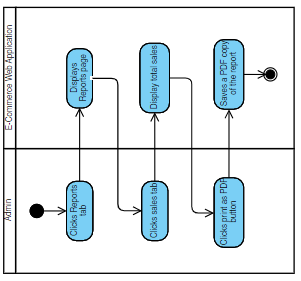 E-Commerce Web Application
Displays
Reports page
Display total sales
Saves a PDF copy
of the report
Admin
Clicks Reports
tab
Clicks sales tab
Clicks print as PDF
button